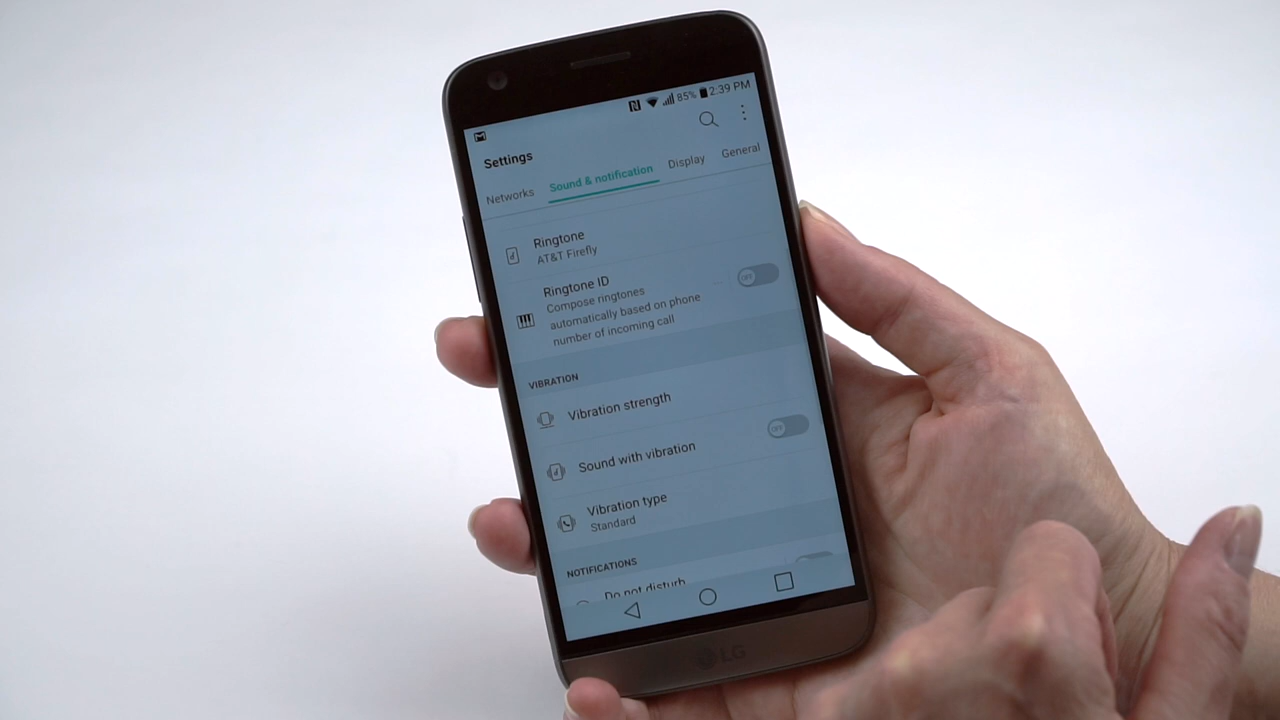 85% 2:39 PM
Settings
Networks Sound & notification Display General
Ringtone
AT&T Firefly
Ringtone ID
Compose ringtones
automatically based on phone
number of incoming call
OFF
VIBRATION
Vibration strength
Sound with vibration
OFF
Vibration type
Standard
NOTIFICATIONS
Do not disturb
LG